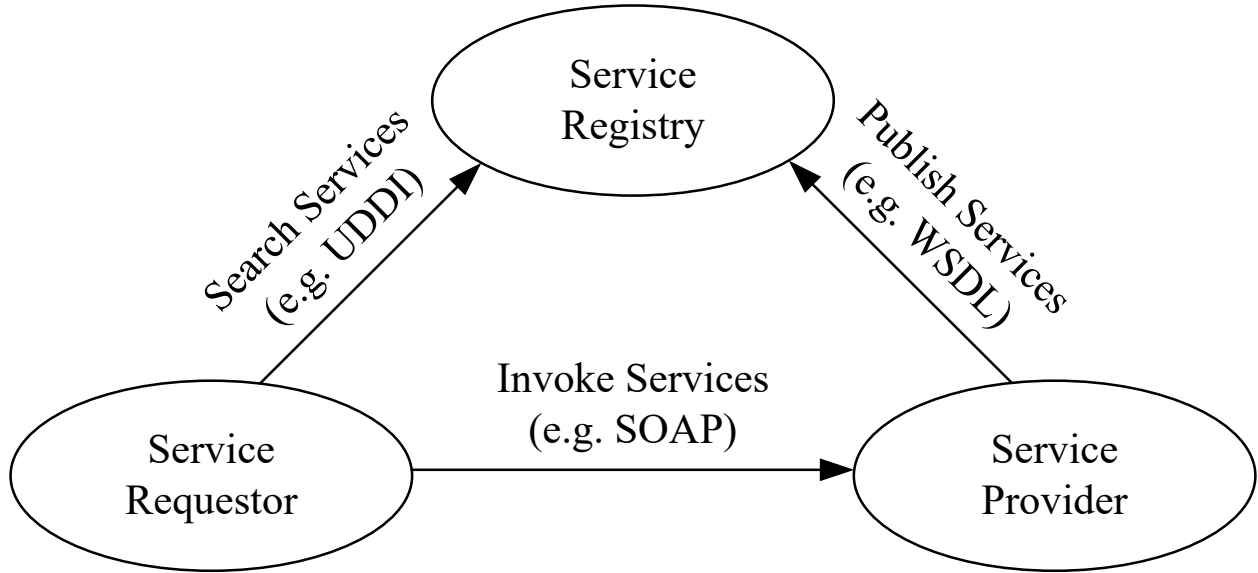 Service
Registry
Search Services
(e.g. UDDI)
Publish Services
(e.g. WSDL)
Invoke Services
(e.g. SOAP)
Service
Requestor
Service
Provider